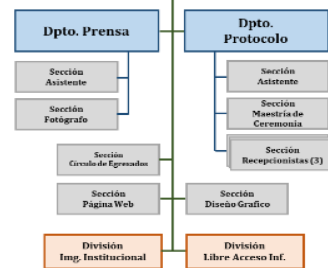 Dpto. Prensa
Dpto.
Protocolo
Sección
Asistente
Sección
Fotógrafo
Sección
Asistente
Sección
Maestría de
Ceremonia
Sección
Recepcionistas (3)
Sección
Círculo de Egresados
Sección
Página Web
Sección
Diseño Grafico
División
Img. Institucional
División
Libre Acceso Inf.